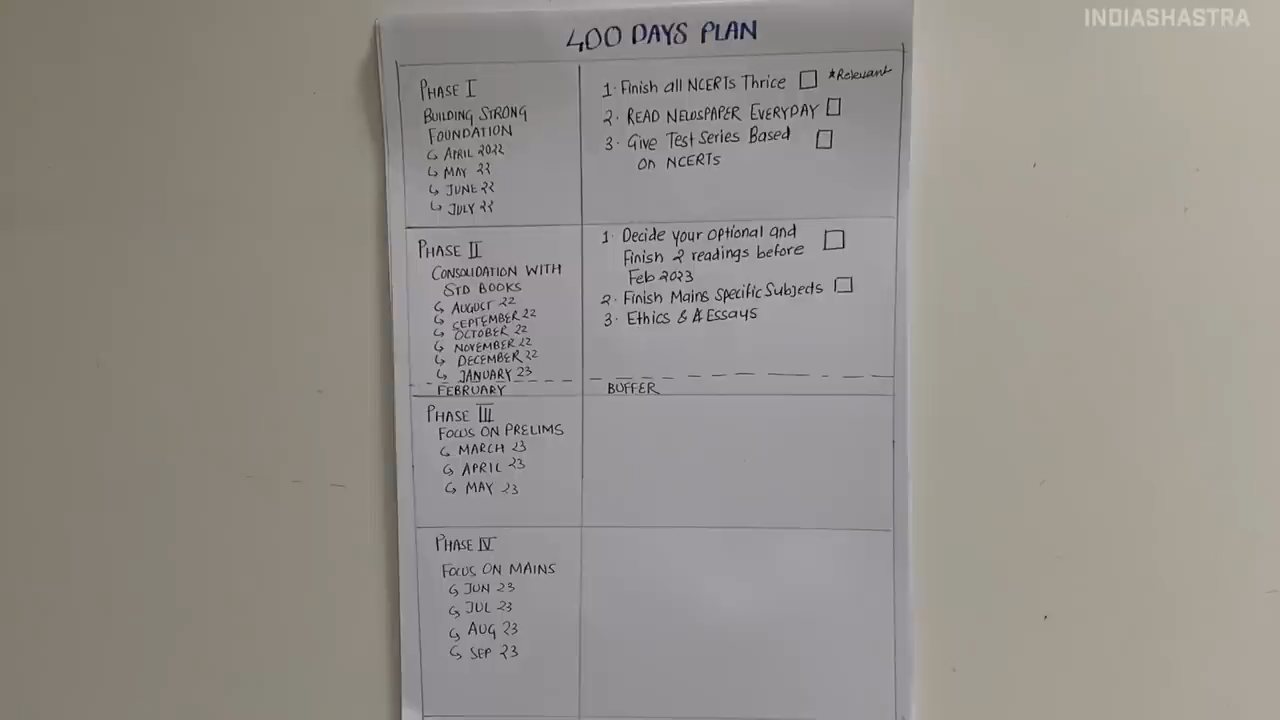 INDIASHASTRA
400 DAYS PLAN
PHASE I
BUILDING STRONG
FOUNDATION
↳ APRIL 2022
↳ MAY 22
↳ JUNE 22
↳ JULY 22
1. Finish all NCERTs Thrice □ *Relevant
2. READ NEWSPAPER EVERYDAY □
3. Give Test Series Based □
ON NCERTs
PHASE II
CONSOLIDATION WITH
STD BOOKS
↳ AUGUST 22
↳ SEPTEMBER 22
↳ OCTOBER 22
↳ NOVEMBER 22
↳ DECEMBER 22
↳ JANUARY 23
1. Decide your optional and
Finish 2 readings before □
Feb 2023
2. Finish Mains Specific Subjects □
3. Ethics & A Essays
FEBRUARY
BUFFER
PHASE III
FOCUS ON PRELIMS
↳ MARCH 23
↳ APRIL 23
↳ MAY 23
PHASE IV
FOCUS ON MAINS
↳ JUN 23
↳ JUL 23
↳ AUG 23
↳ SEP 23